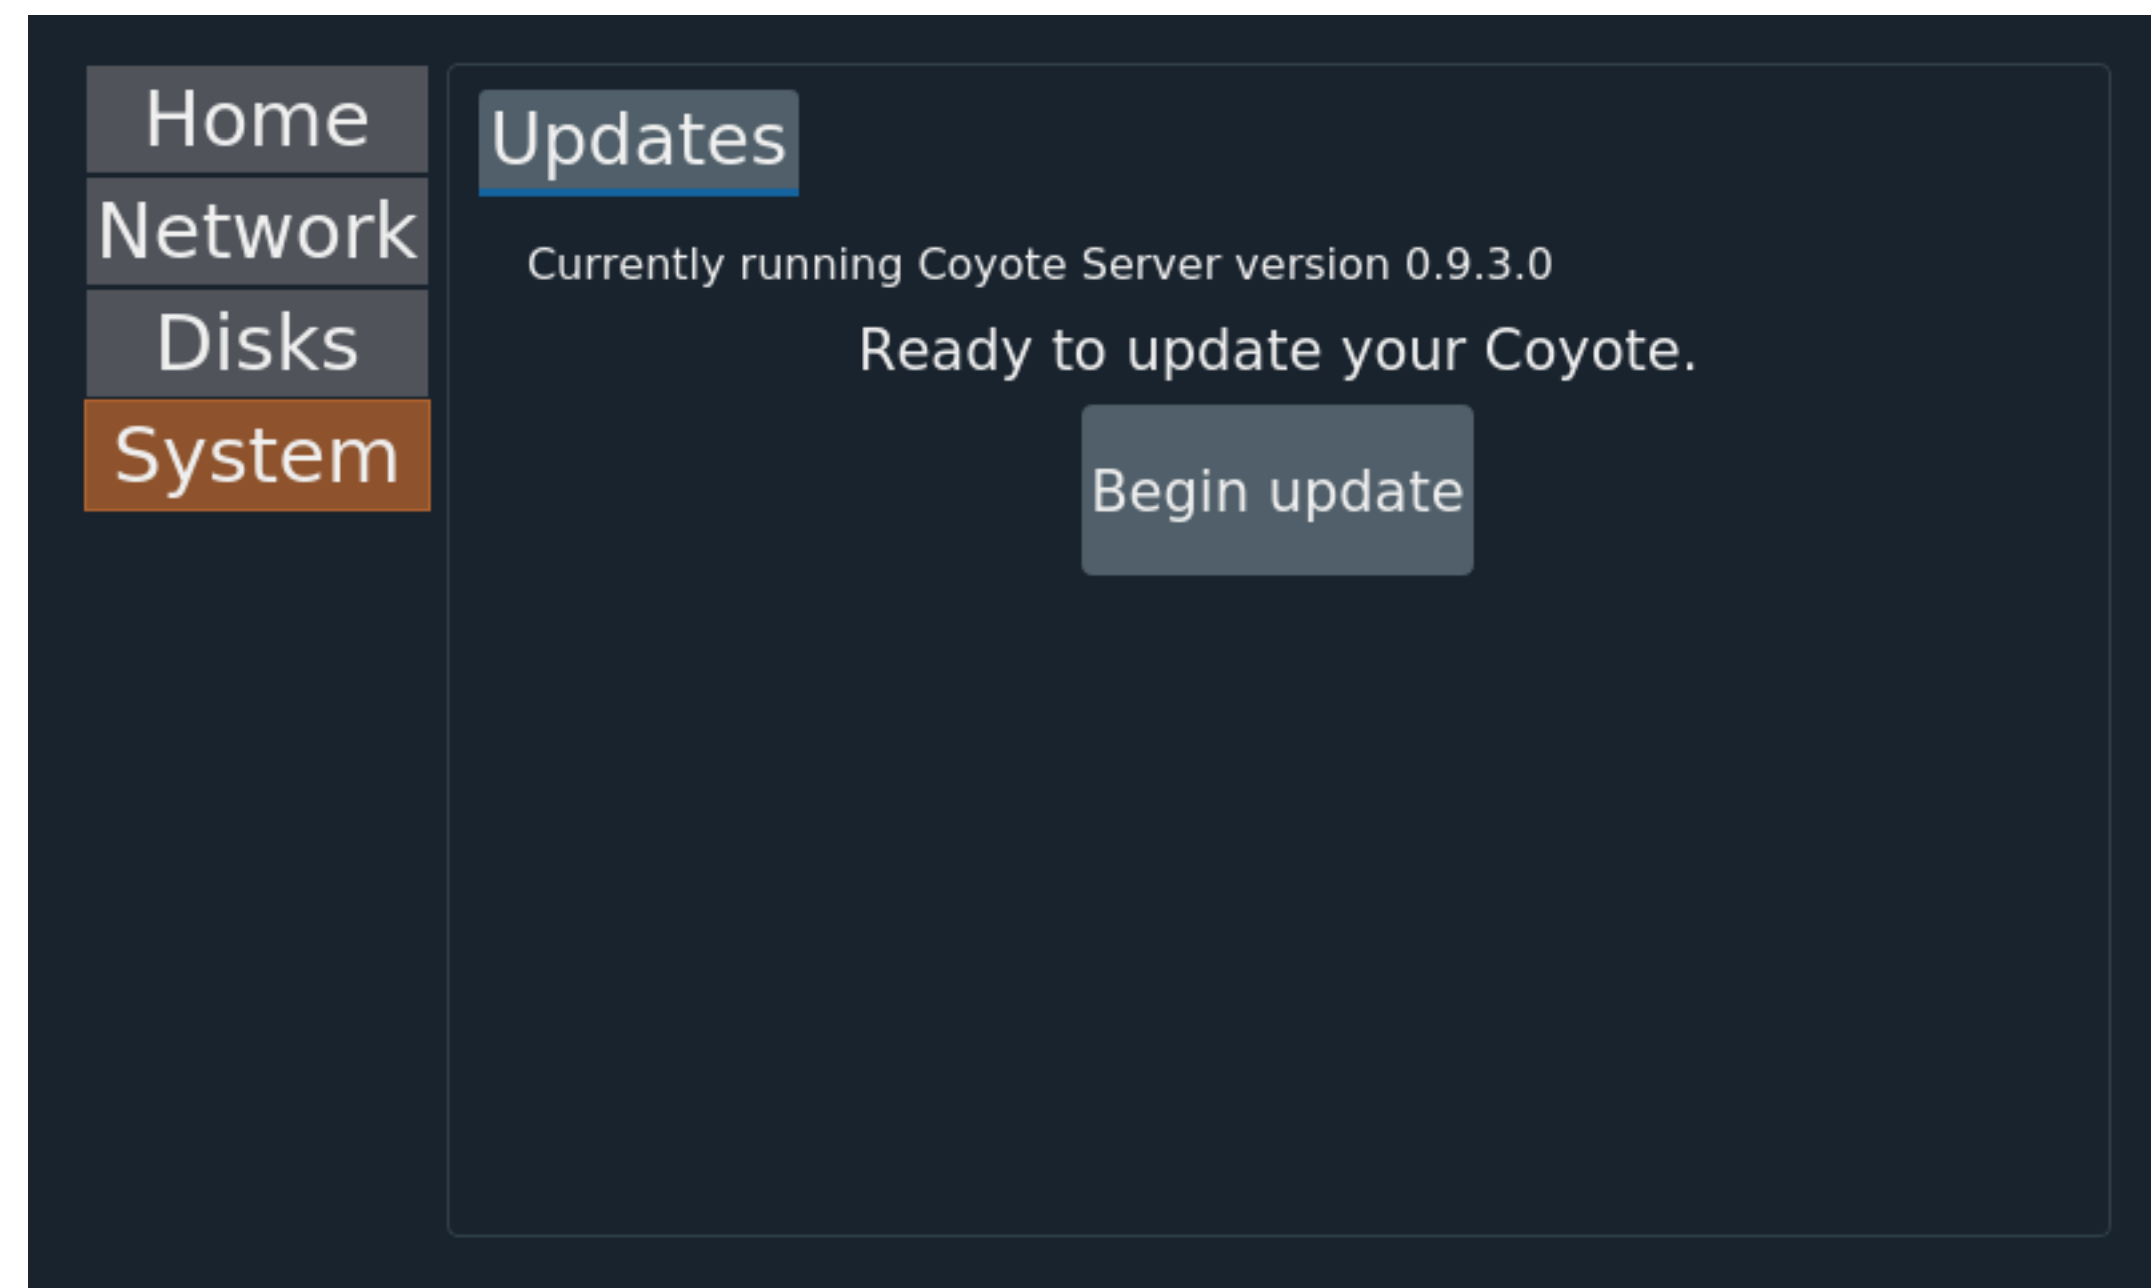 Home
Network
Disks
System
Updates
Currently running Coyote Server version 0.9.3.0
Ready to update your Coyote.
Begin update